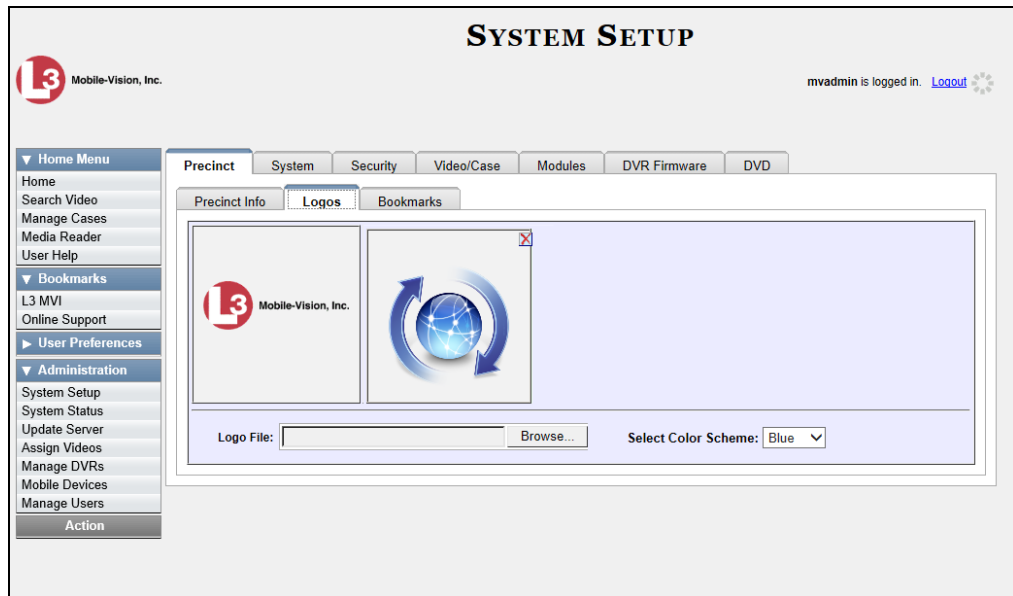 SYSTEM SETUP
L3 Mobile-Vision, Inc.
mvadmin is logged in. Logout
▼ Home Menu
Home
Search Video
Manage Cases
Media Reader
User Help
▼ Bookmarks
L3 MVI
Online Support
► User Preferences
▼ Administration
System Setup
System Status
Update Server
Assign Videos
Manage DVRs
Mobile Devices
Manage Users
Action
Precinct System Security Video/Case Modules DVR Firmware DVD
Precinct Info Logos Bookmarks
L3 Mobile-Vision, Inc.
Logo File: Browse... Select Color Scheme: Blue